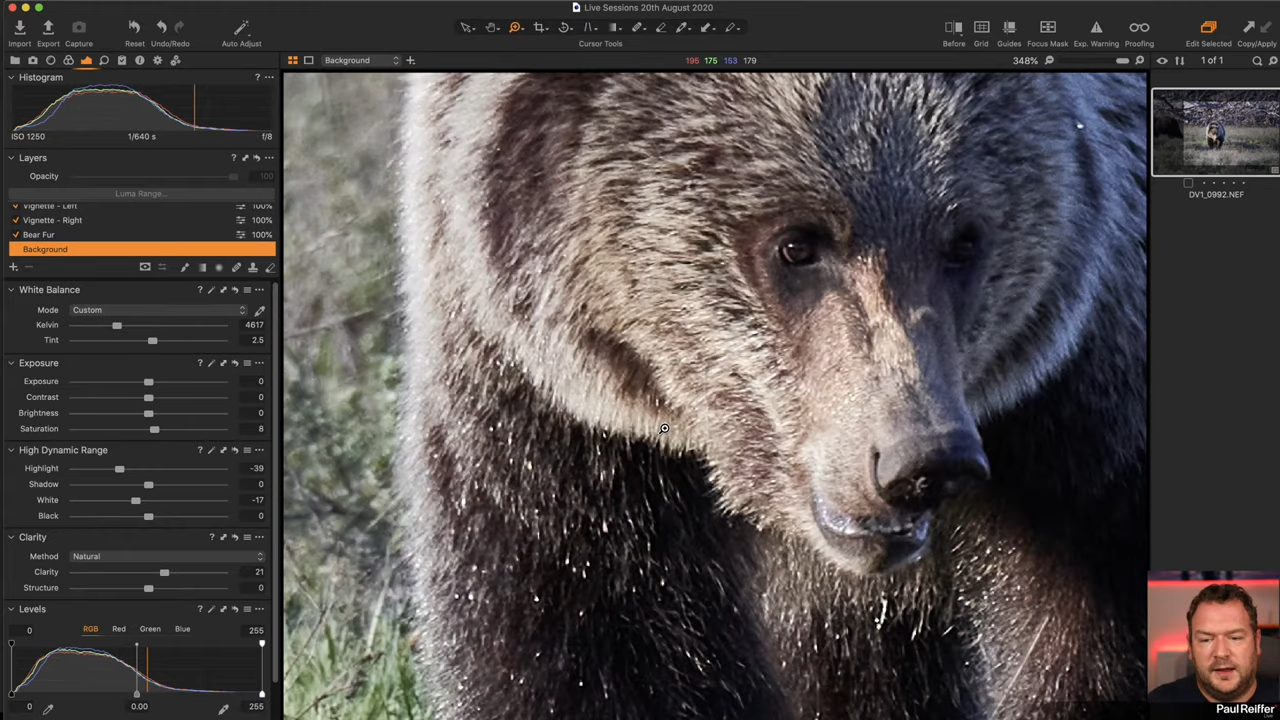 Live Sessions 20th August 2020
Import Export Capture Reset Undo/Redo Auto Adjust Cursor Tools Before Grid Guides Focus Mask Exp. Warning Proofing Edit Selected Copy/Apply
Background 195 175 153 179 348% 1 of 1
Histogram
ISO 1250 1/640 s f/8
Layers
Opacity 100
Luma Range...
Vignette - Left 100%
Vignette - Right 100%
Bear Fur 100%
Background
White Balance
Mode Custom
Kelvin 4617
Tint 2.5
Exposure
Exposure 0
Contrast 0
Brightness 0
Saturation 8
High Dynamic Range
Highlight -39
Shadow 0
White -17
Black 0
Clarity
Method Natural
Clarity 21
Structure 0
Levels
0 RGB Red Green Blue 255
0 0.00 255
DV1_0992.NEF
PaulReiffer
Live